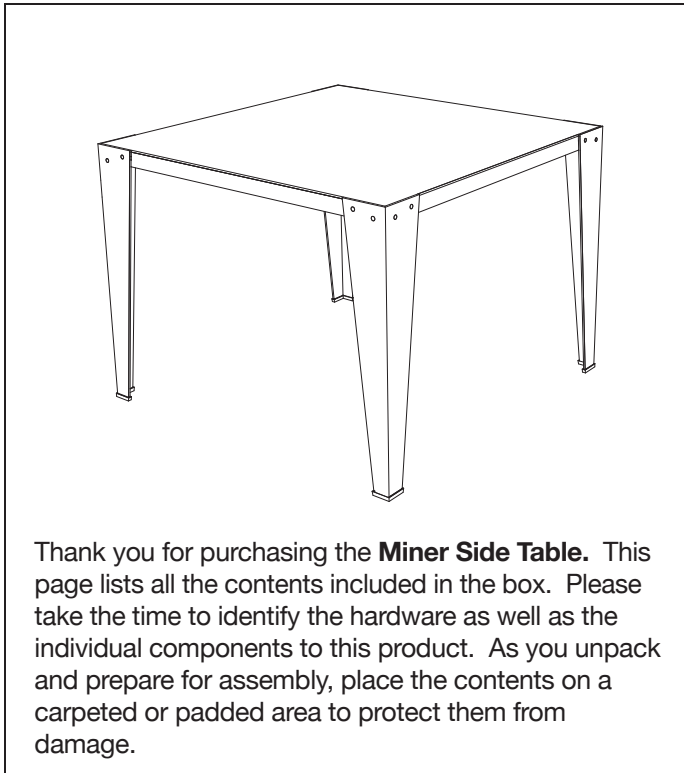 Thank you for purchasing the Miner Side Table.  This
page lists all the contents included in the box.  Please
take the time to identify the hardware as well as the
individual components to this product.  As you unpack
and prepare for assembly, place the contents on a
carpeted or padded area to protect them from
damage.